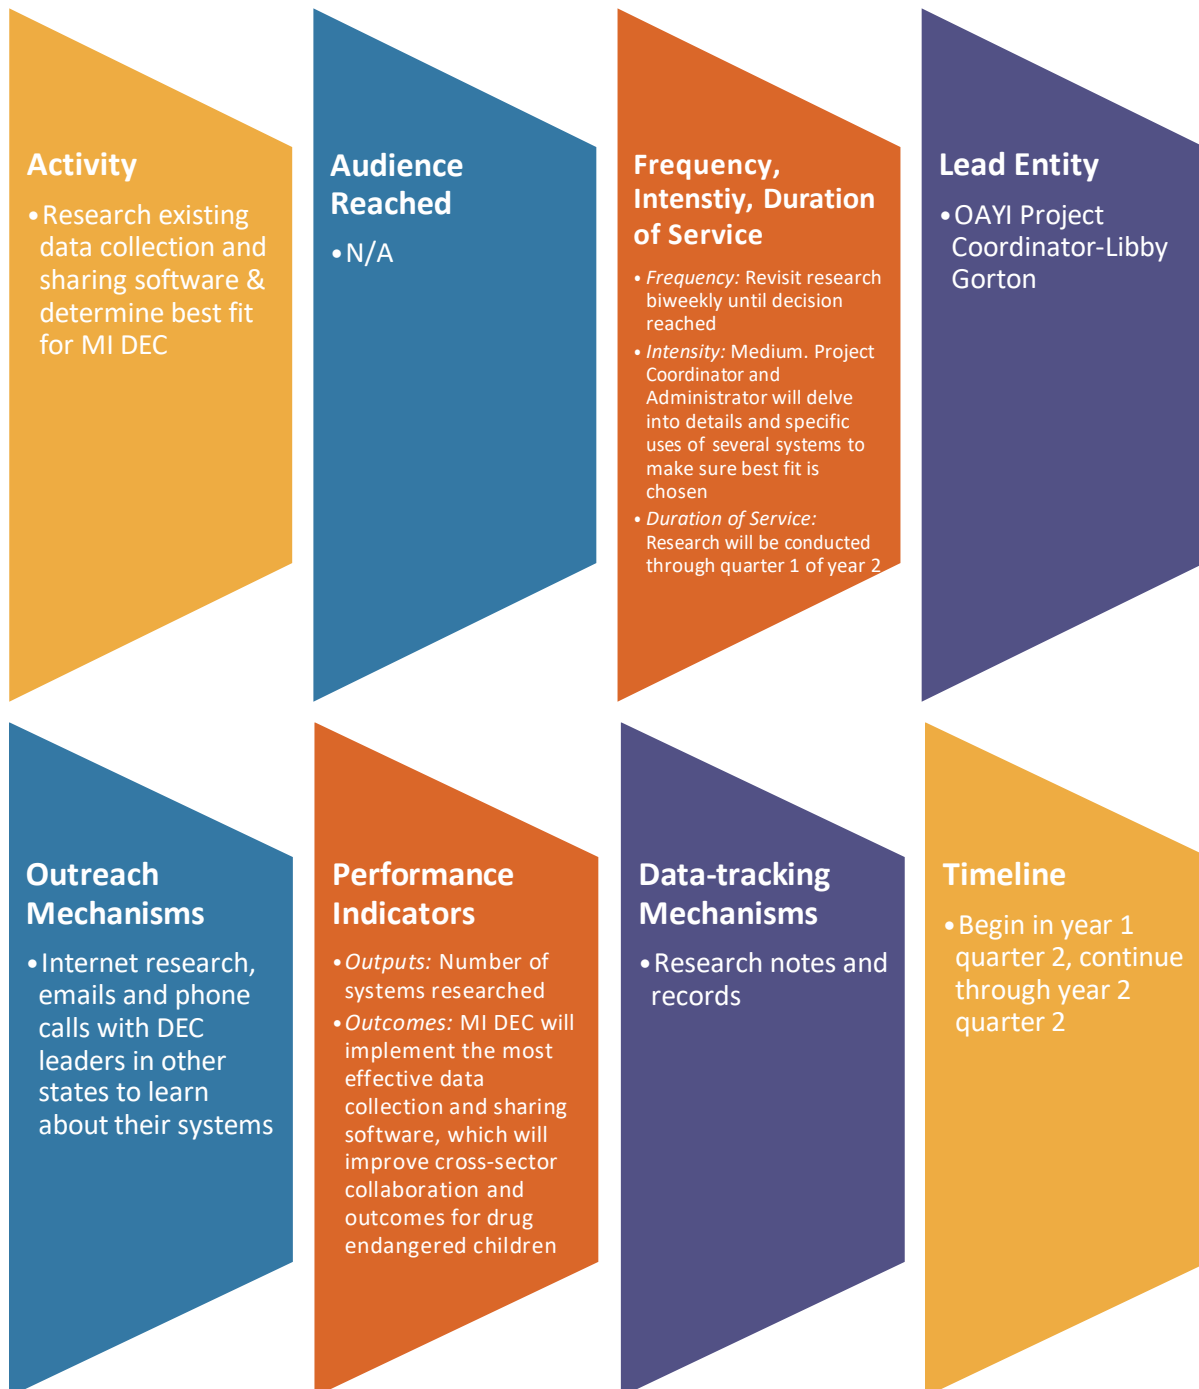 Activity
•Research existing
data collection and
sharing software &
determine best fit
for MI DEC
Audience
Reached
•N/A
Frequency,
Intenstiy, Duration
of Service
• Frequency: Revisit research
biweekly until decision
reached
• Intensity: Medium. Project
Coordinator and
Administrator will delve
into details and specific
uses of several systems to
make sure best fit is
chosen
• Duration of Service:
Research will be conducted
through quarter 1 of year 2
Lead Entity
•OAYI Project
Coordinator-Libby
Gorton
Outreach
Mechanisms
•Internet research,
emails and phone
calls with DEC
leaders in other
states to learn
about their systems
Performance
Indicators
•Outputs: Number of
systems researched
•Outcomes: MI DEC will
implement the most
effective data
collection and sharing
software, which will
improve cross-sector
collaboration and
outcomes for drug
endangered children
Data-tracking
Mechanisms
•Research notes and
records
Timeline
•Begin in year 1
quarter 2, continue
through year 2
quarter 2